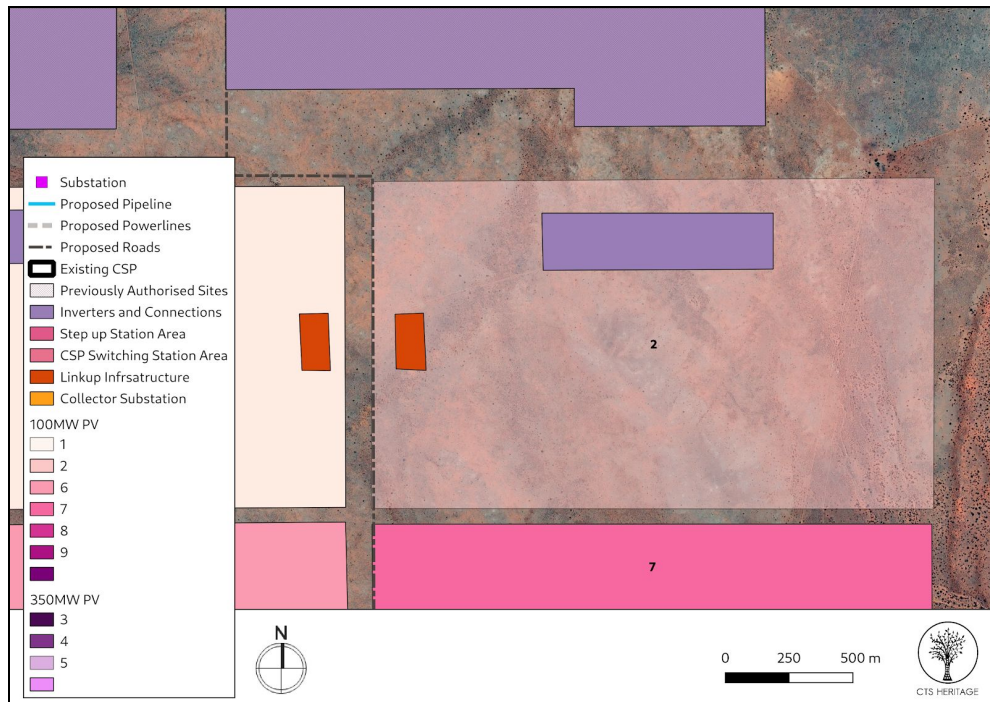 Substation
Proposed Pipeline
Proposed Powerlines
Proposed Roads
Existing CSP
Previously Authorised Sites
Inverters and Connections
Step up Station Area
CSP Switching Station Area
Linkup Infrsatructure
Collector Substation
100MW PV
1
2
6
7
8
9
350MW PV
3
4
5
2
7
N
0 250 500 m
CTS HERITAGE